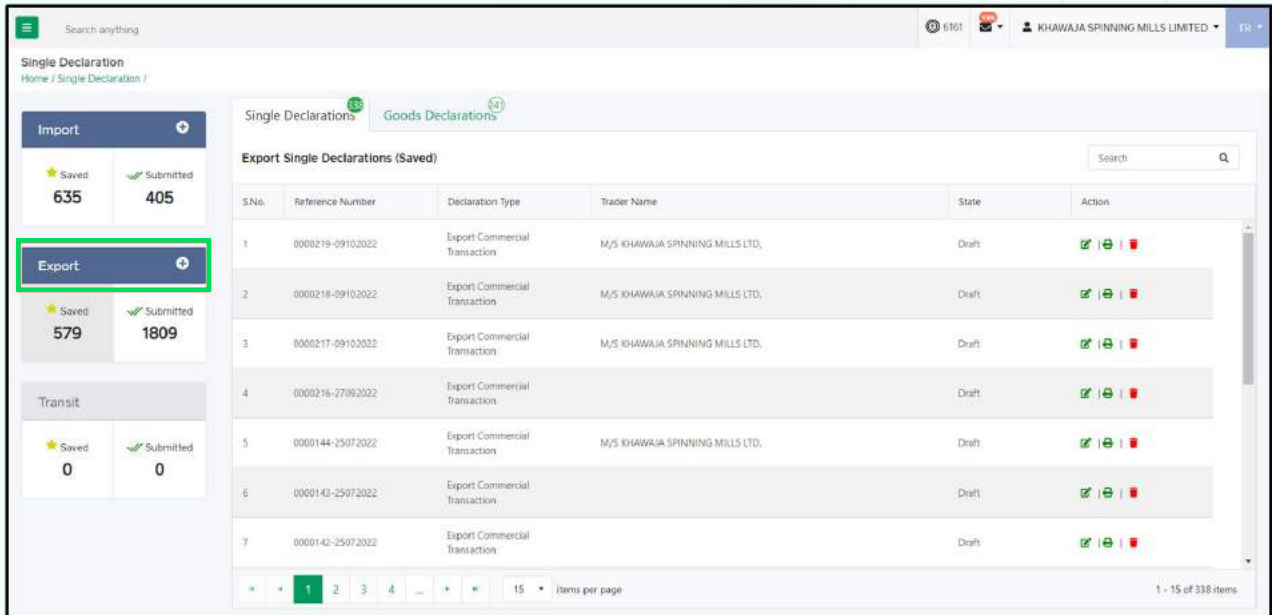 Search anything
6161
KHAWAJA SPINNING MILLS LIMITED
TR
Single Declaration
Home / Single Declaration /
Import
Saved
Submitted
635
405
Export
Saved
Submitted
579
1809
Transit
Saved
Submitted
0
0
Single Declarations 338
Goods Declarations 241
Export Single Declarations (Saved)
Search
S.No. Reference Number Declaration Type Trader Name State Action
1 0000219-09102022 Export Commercial Transaction M/S KHAWAJA SPINNING MILLS LTD, Draft
2 0000218-09102022 Export Commercial Transaction M/S KHAWAJA SPINNING MILLS LTD, Draft
3 0000217-09102022 Export Commercial Transaction M/S KHAWAJA SPINNING MILLS LTD, Draft
4 0000216-27092022 Export Commercial Transaction Draft
5 0000144-25072022 Export Commercial Transaction M/S KHAWAJA SPINNING MILLS LTD, Draft
6 0000143-25072022 Export Commercial Transaction Draft
7 0000142-25072022 Export Commercial Transaction Draft
1 2 3 4 ... 15 items per page
1 - 15 of 338 items